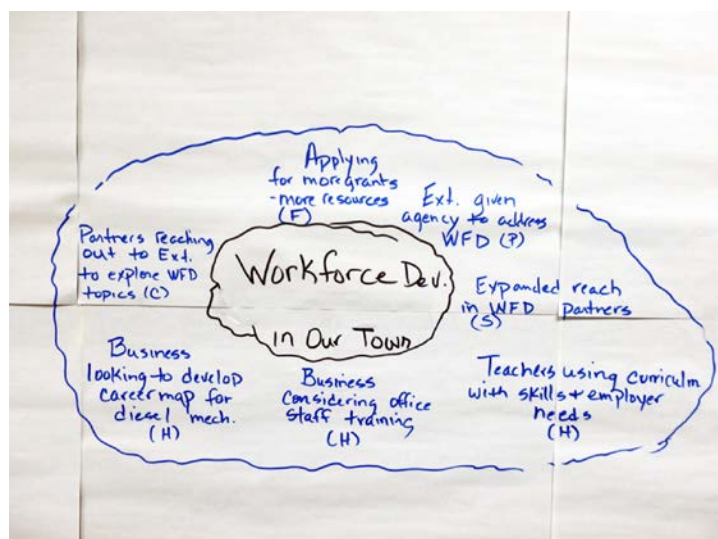 Applying
for more grants
-more resources
(F)
Ext. given
agency to address
WFD (P)
Partners reaching
out to Ext.
to explore WFD
topics (C)
Workforce Dev.
in Our Town
Expanded reach
in WFD partners
(S)
Business
looking to develop
career map for
diesel mech.
(H)
Business
considering office
staff training
(H)
Teachers using curriculm
with skills + employer
needs
(H)